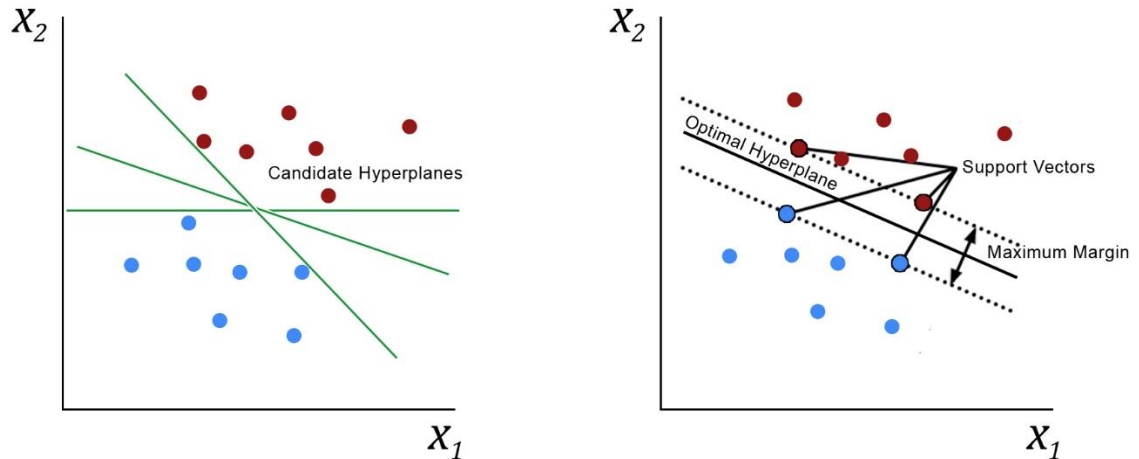 X2
Candidate Hyperplanes
X1
X2
Optimal Hyperplane
Support Vectors
Maximum Margin
X1